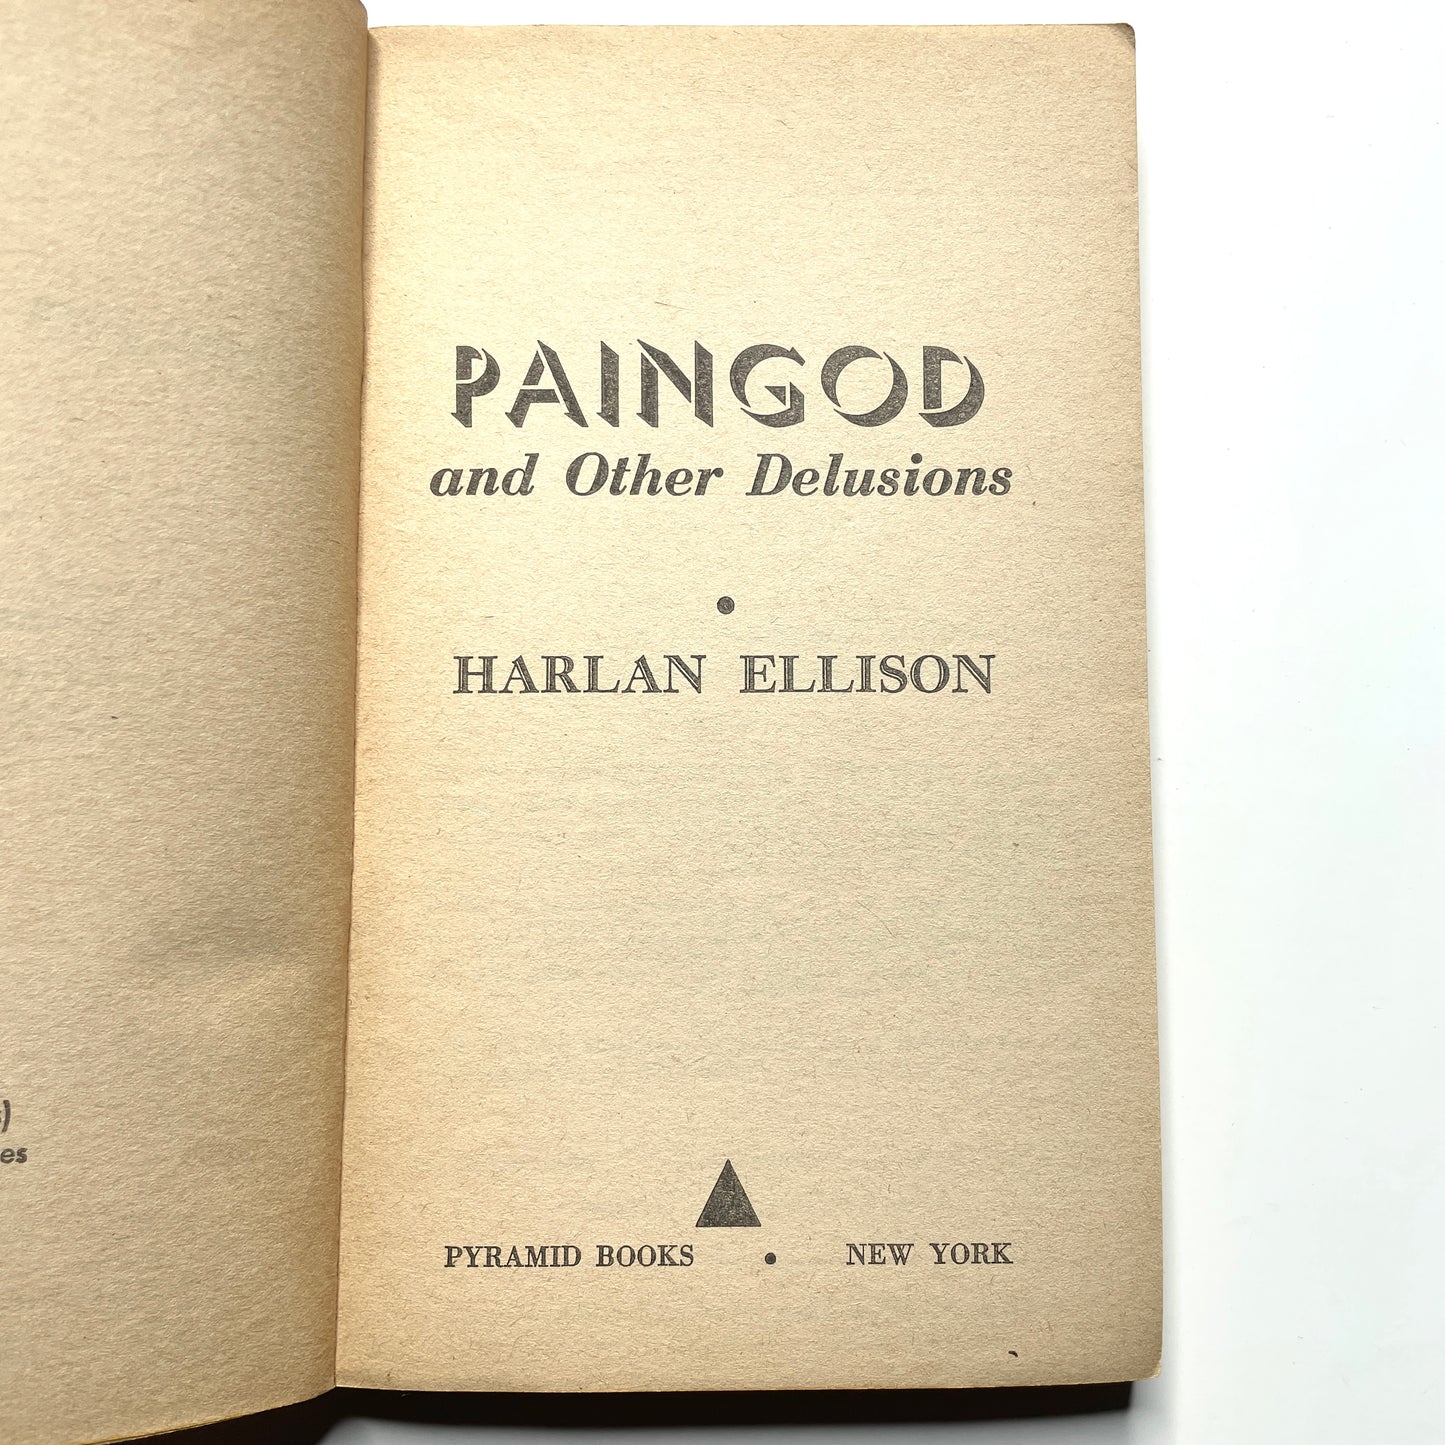 PAINGOD
and Other Delusions
•
HARLAN ELLISON
PYRAMID BOOKS • NEW YORK